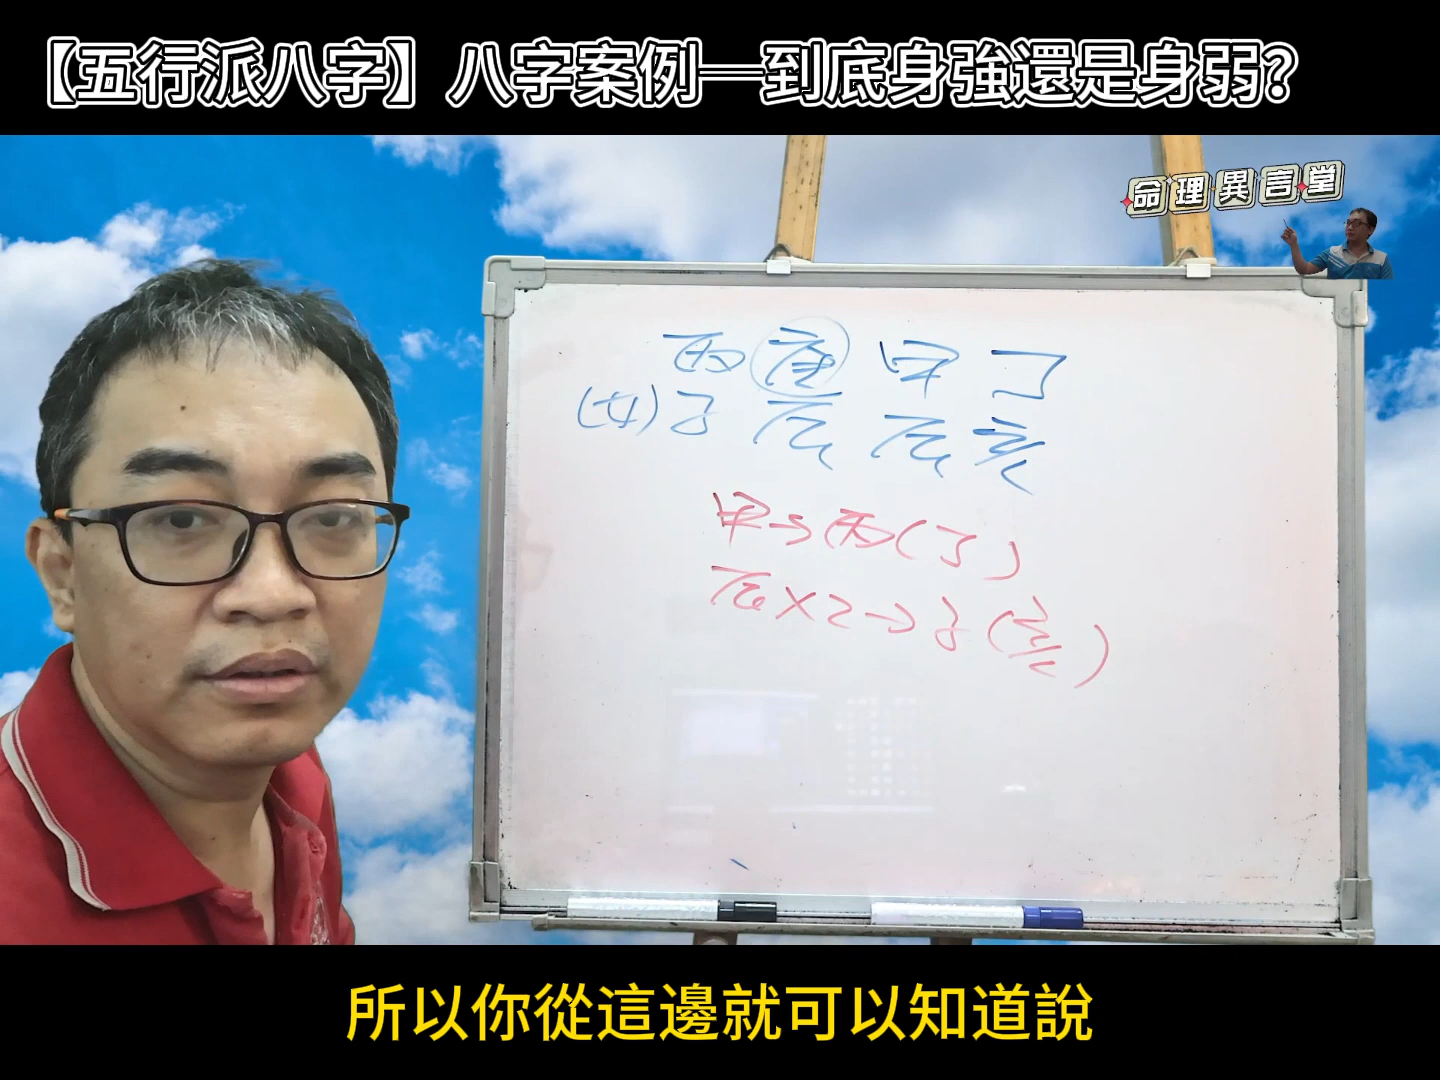 【五行派八字】八字案例—到底身強還是身弱？
命理異言堂
丙庚甲丁
(女)子辰辰亥
甲→丙(丁)
辰×2→子(亥)
所以你從這邊就可以知道說